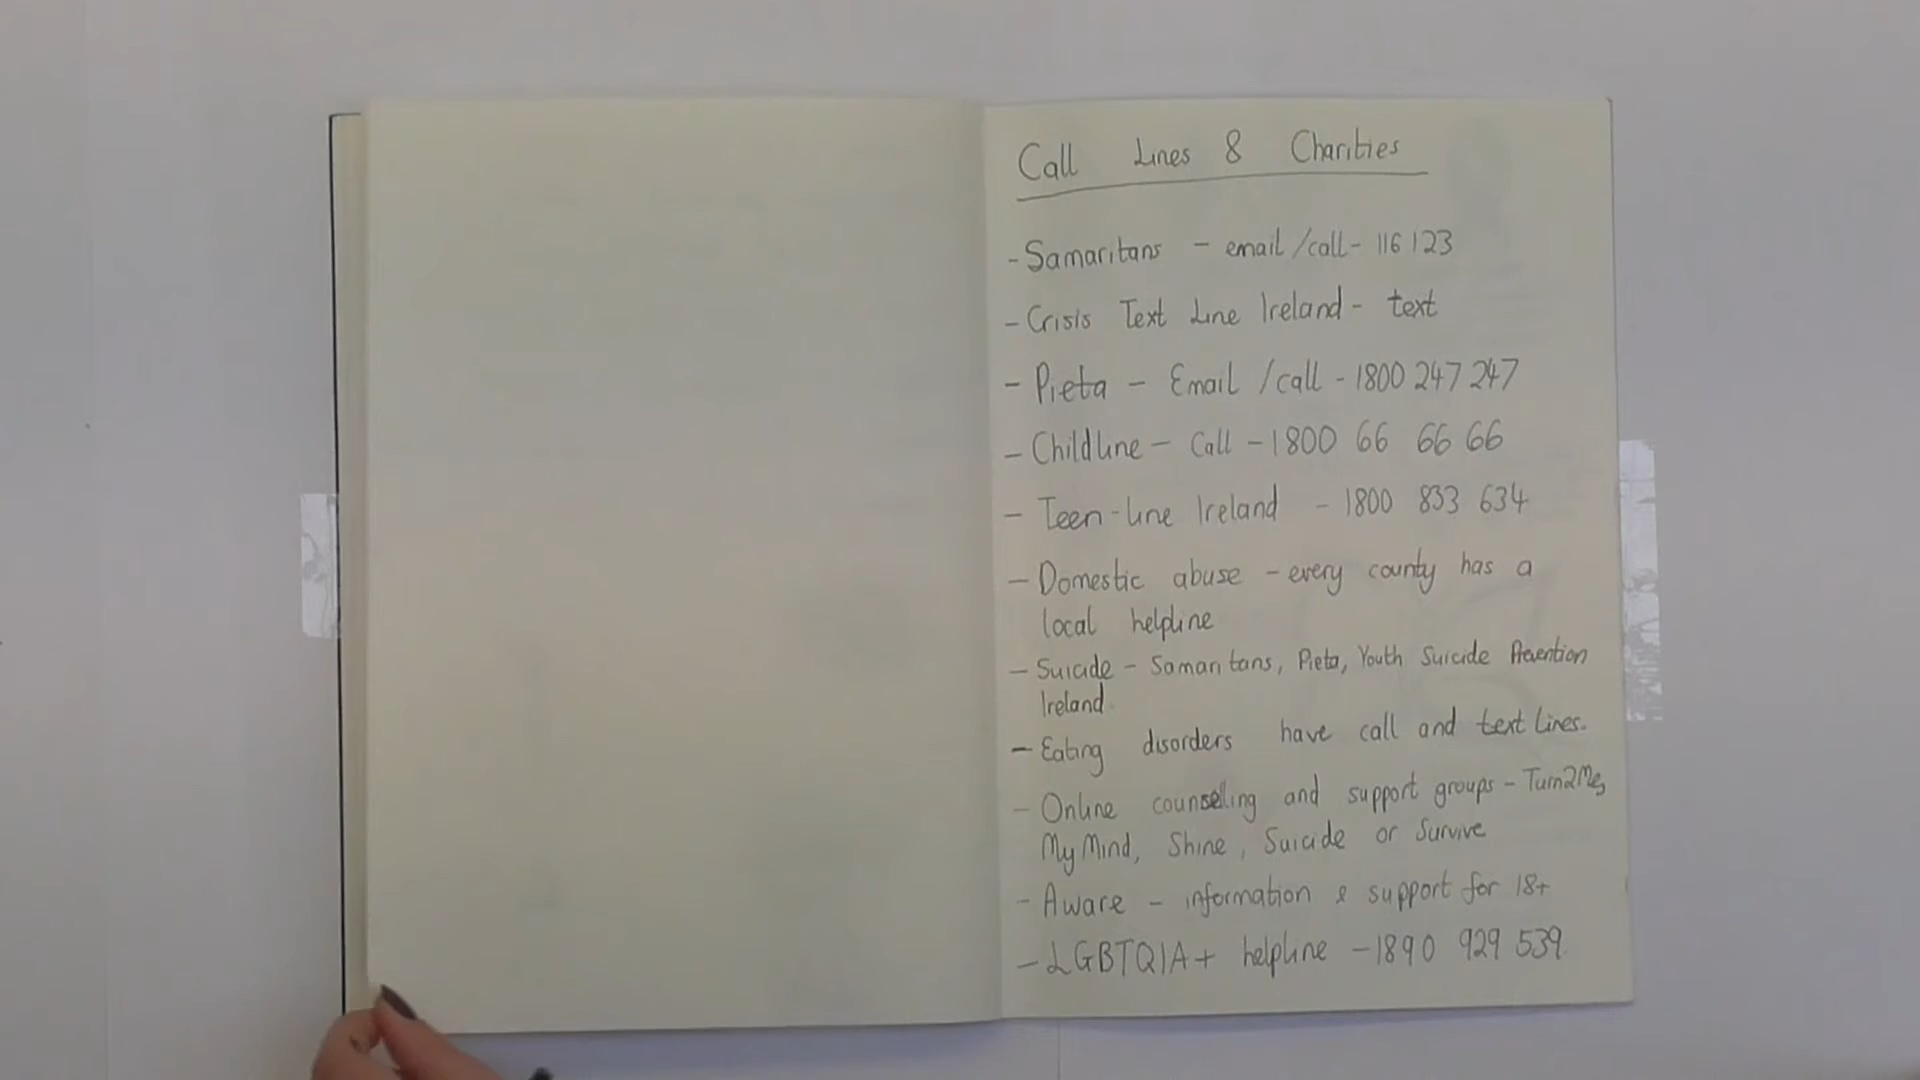 Call Lines & Charities
- Samaritans - email/call - 116 123
- Crisis Text Line Ireland - text
- Pieta - Email/call - 1800 247 247
- Childline - Call - 1800 66 66 66
- Teen-line Ireland - 1800 833 634
- Domestic abuse - every county has a
local helpline
- Suicide - Samaritans, Pieta, Youth Suicide Prevention
Ireland.
- Eating disorders have call and text lines.
- Online counselling and support groups - Turn2Me,
MyMind, Shine, Suicide or Survive
- Aware - information & support for 18+
- LGBTQIA+ helpline - 1890 929 539.